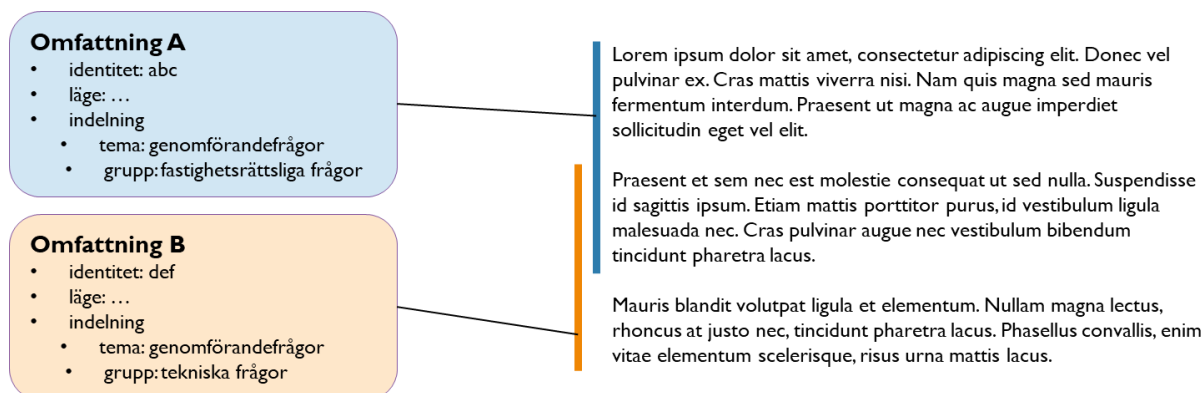 Omfattning A
• identitet: abc
• läge: …
• indelning
• tema: genomförandefrågor
• grupp: fastighetsrättsliga frågor
Omfattning B
• identitet: def
• läge: …
• indelning
• tema: genomförandefrågor
• grupp: tekniska frågor
Lorem ipsum dolor sit amet, consectetur adipiscing elit. Donec vel
pulvinar ex. Cras mattis viverra nisi. Nam quis magna sed mauris
fermentum interdum. Praesent ut magna ac augue imperdiet
sollicitudin eget vel elit.
Praesent et sem nec est molestie consequat ut sed nulla. Suspendisse
id sagittis ipsum. Etiam mattis porttitor purus, id vestibulum ligula
malesuada nec. Cras pulvinar augue nec vestibulum bibendum
tincidunt pharetra lacus.
Mauris blandit volutpat ligula et elementum. Nullam magna lectus,
rhoncus at justo nec, tincidunt pharetra lacus. Phasellus convallis, enim
vitae elementum scelerisque, risus urna mattis lacus.